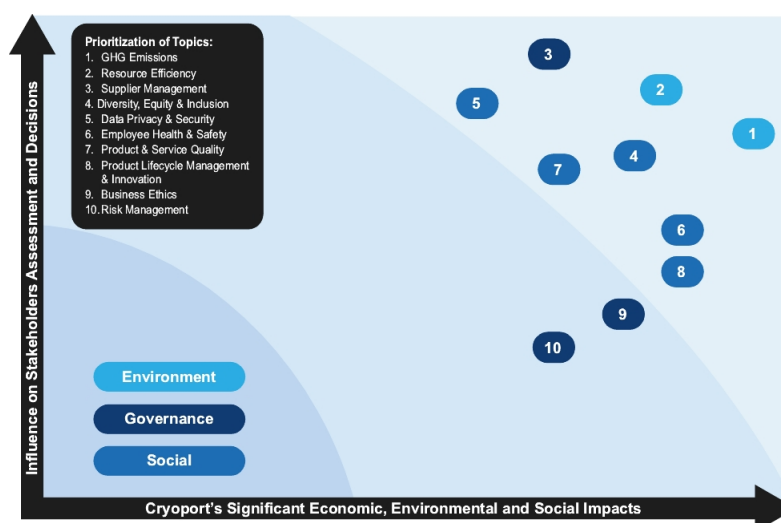 Prioritization of Topics:
1. GHG Emissions
2. Resource Efficiency
3. Supplier Management
4. Diversity, Equity & Inclusion
5. Data Privacy & Security
6. Employee Health & Safety
7. Product & Service Quality
8. Product Lifecycle Management
& Innovation
9. Business Ethics
10. Risk Management
3
2
5
1
4
7
6
8
9
10
Environment
Governance
Social
Influence on Stakeholders Assessment and Decisions
Cryoport's Significant Economic, Environmental and Social Impacts